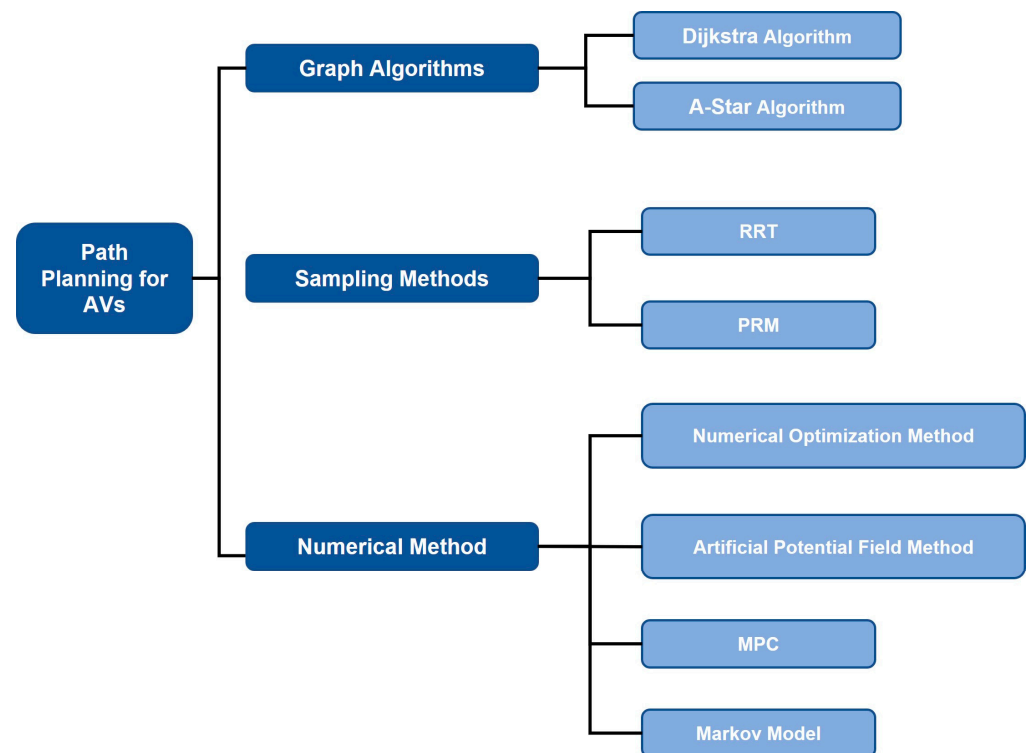 Path
Planning for
AVs
Graph Algorithms
Dijkstra Algorithm
A-Star Algorithm
Sampling Methods
RRT
PRM
Numerical Method
Numerical Optimization Method
Artificial Potential Field Method
MPC
Markov Model